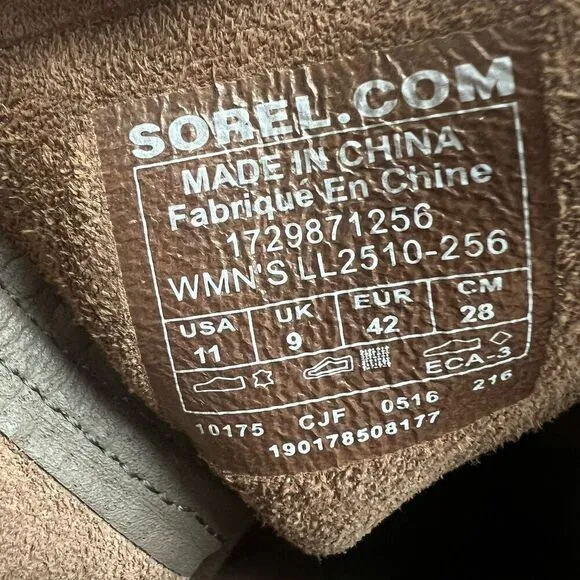 SOREL.COM
MADE IN CHINA
Fabriqué En Chine
1729871256
WMN'S LL2510-256
USA UK EUR CM
11 9 42 28
ECA-3
10175 CJF 0516 216
190178508177